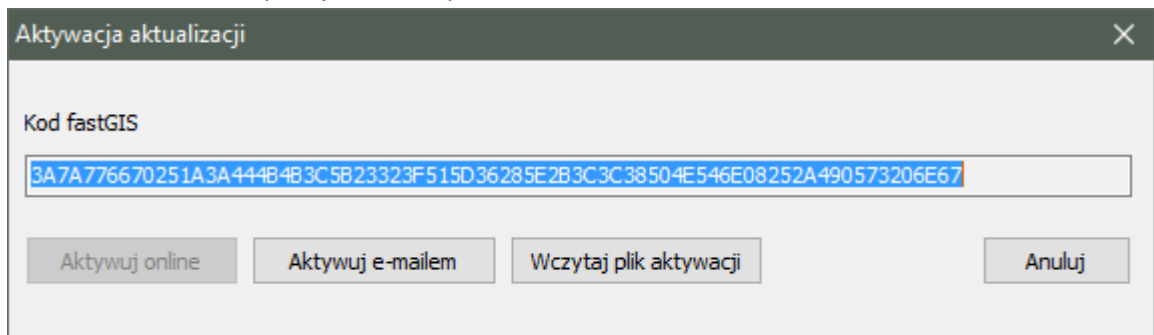 Aktywacja aktualizacji
Kod fastGIS
3A7A776670251A3A444B4B3C5B23323F515D36285E2B3C3C38504E546E08252A490573206E67
Aktywuj online Aktywuj e-mailem Wczytaj plik aktywacji Anuluj